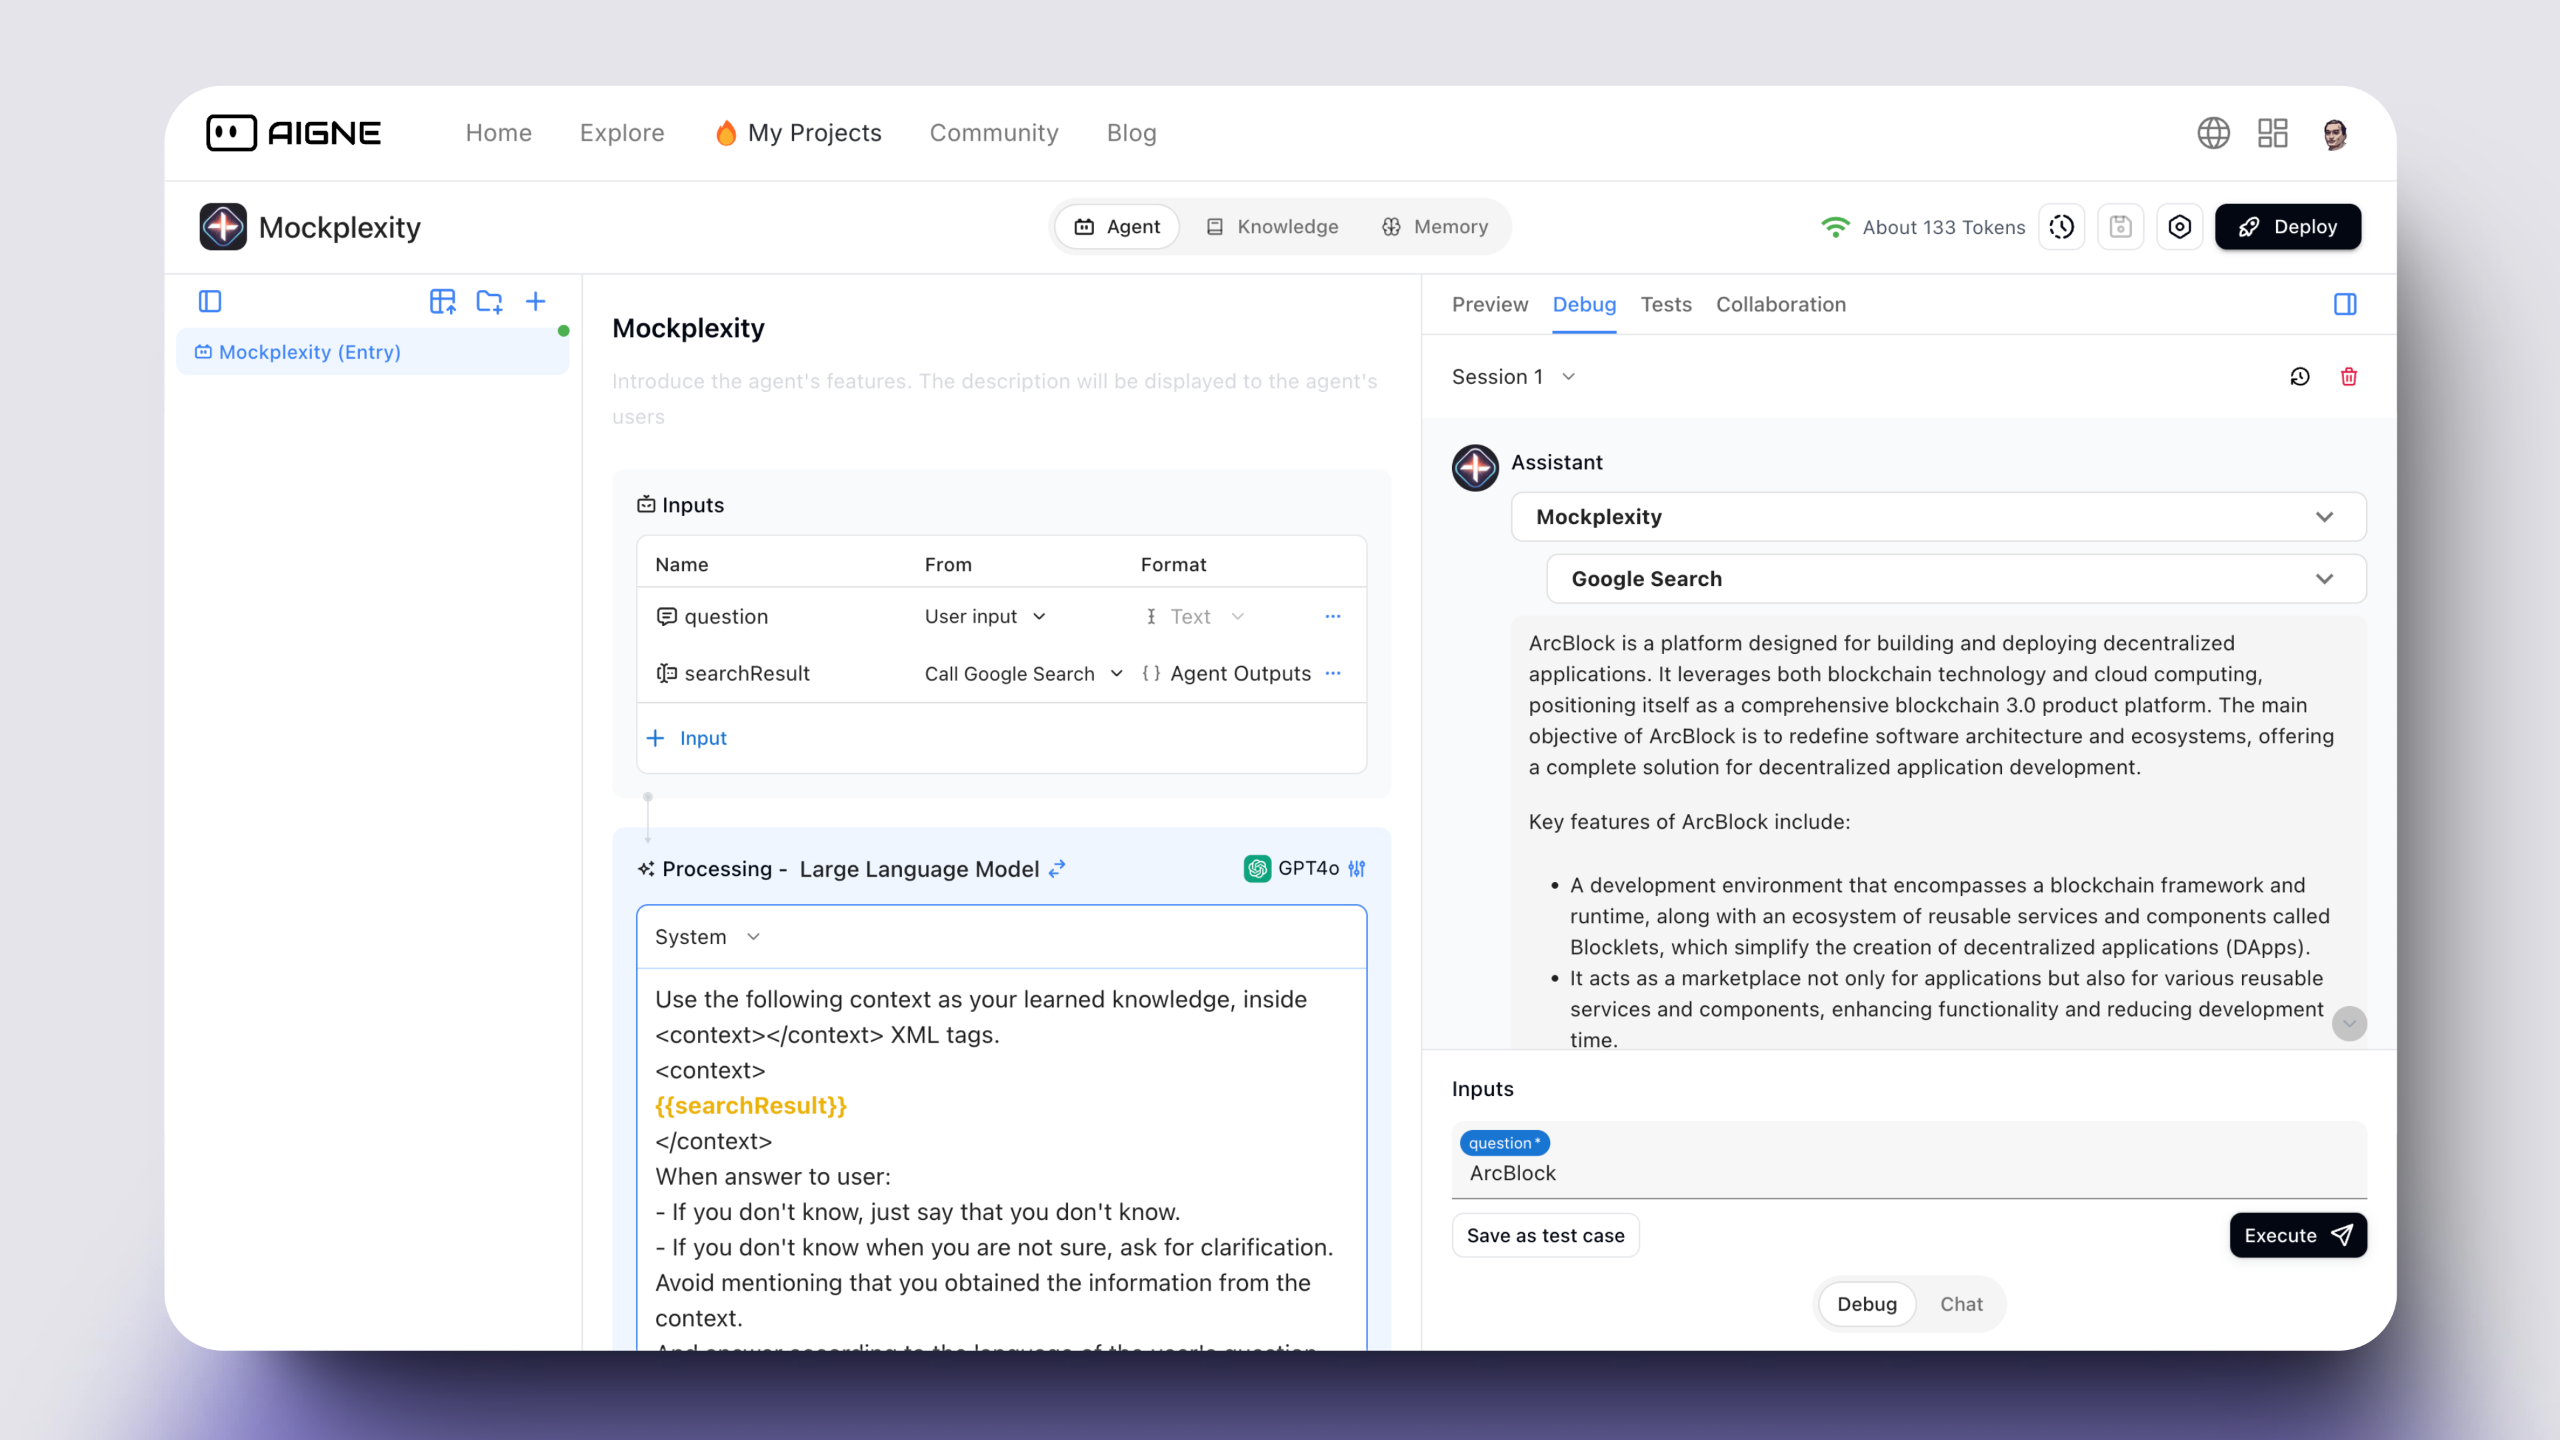 AIGNE
Home
Explore
My Projects
Community
Blog
Mockplexity
Agent
Knowledge
Memory
About 133 Tokens
Deploy
Mockplexity (Entry)
Mockplexity
Introduce the agent's features. The description will be displayed to the agent's
users
Inputs
Name From Format
question User input Text
searchResult Call Google Search { } Agent Outputs
+ Input
Processing - Large Language Model
GPT4o
System
Use the following context as your learned knowledge, inside
<context></context> XML tags.
<context>
{{searchResult}}
</context>
When answer to user:
- If you don't know, just say that you don't know.
- If you don't know when you are not sure, ask for clarification.
Avoid mentioning that you obtained the information from the
context.
And answer according to the language of the user's question
Preview
Debug
Tests
Collaboration
Session 1
Assistant
Mockplexity
Google Search
ArcBlock is a platform designed for building and deploying decentralized
applications. It leverages both blockchain technology and cloud computing,
positioning itself as a comprehensive blockchain 3.0 product platform. The main
objective of ArcBlock is to redefine software architecture and ecosystems, offering
a complete solution for decentralized application development.
Key features of ArcBlock include:
• A development environment that encompasses a blockchain framework and
runtime, along with an ecosystem of reusable services and components called
Blocklets, which simplify the creation of decentralized applications (DApps).
• It acts as a marketplace not only for applications but also for various reusable
services and components, enhancing functionality and reducing development
time.
Inputs
question*
ArcBlock
Save as test case
Execute
Debug
Chat